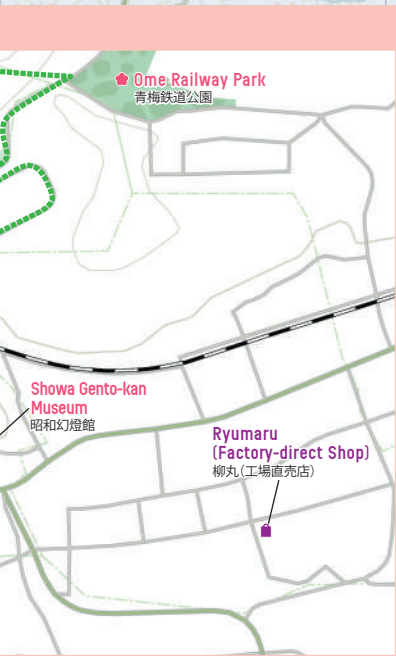 Ome Railway Park
青梅鉄道公園
Showa Gento-kan
Museum
昭和幻燈館
Ryumaru
(Factory-direct Shop)
柳丸(工場直売店)